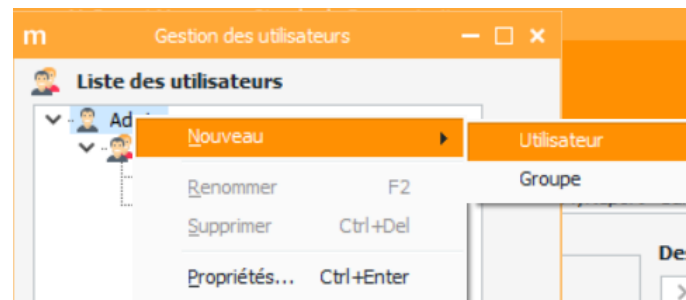 m Gestion des utilisateurs
Liste des utilisateurs
Nouveau
Utilisateur
Renommer F2
Groupe
Supprimer Ctrl+Del
Propriétés... Ctrl+Enter